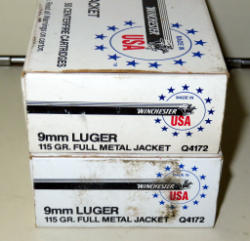 JACKET
50 CENTERFIRE CARTRIDGES
MADE IN
USA
MADE IN
WINCHESTER
USA
9mm LUGER
115 GR. FULL METAL JACKET Q4172
WINCHESTER
USA
9mm LUGER
115 GR. FULL METAL JACKET Q4172